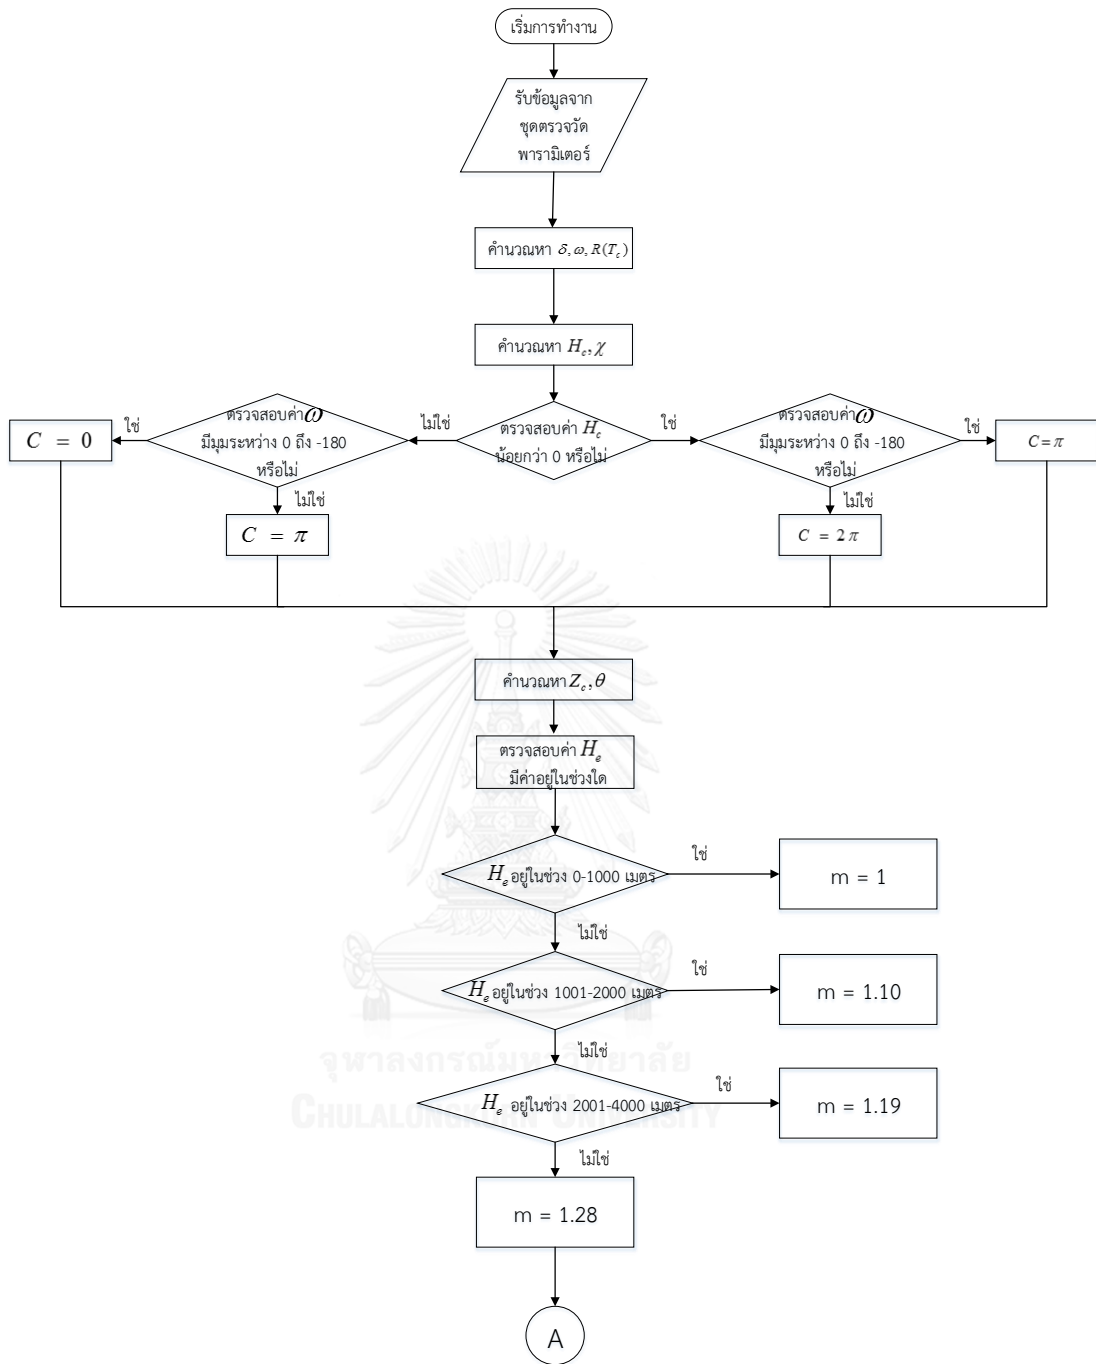 เริ่มการทำงาน
รับข้อมูลจาก
ชุดตรวจวัด
พารามิเตอร์
คำนวณหา δ, ω, R(T_c)
คำนวณหา H_c, χ
ตรวจสอบค่า H_c
น้อยกว่า 0 หรือไม่
ไม่ใช่
ใช่
ตรวจสอบค่า ω
มีมุมระหว่าง 0 ถึง -180
หรือไม่
ใช่
C = 0
ไม่ใช่
C = π
ตรวจสอบค่า ω
มีมุมระหว่าง 0 ถึง -180
หรือไม่
ใช่
C = π
ไม่ใช่
C = 2π
คำนวณหา Z_c, θ
ตรวจสอบค่า H_e
มีค่าอยู่ในช่วงใด
H_e อยู่ในช่วง 0-1000 เมตร
ใช่
m = 1
ไม่ใช่
H_e อยู่ในช่วง 1001-2000 เมตร
ใช่
m = 1.10
ไม่ใช่
จุฬาลงกรณ์มหาวิทยาลัย
H_e อยู่ในช่วง 2001-4000 เมตร
ใช่
m = 1.19
CHULALONGKORN UNIVERSITY
ไม่ใช่
m = 1.28
A